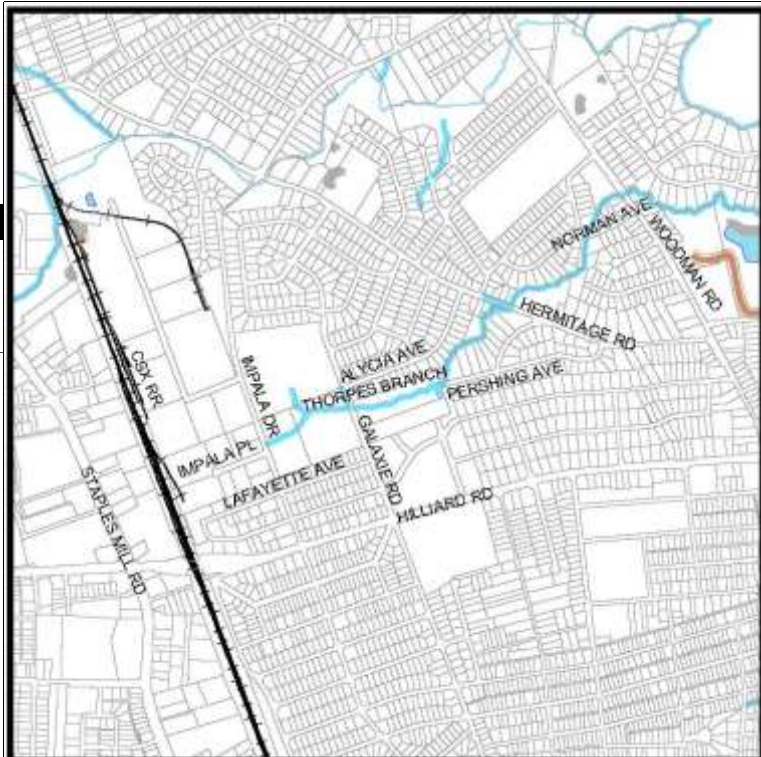 NORMAN AVE
WOODMAN RD
HERMITAGE RD
ALYCIA AVE
THORPES BRANCH
PERSHING AVE
CSX RR
IMPALA DR
IMPALA PL
GALAXIE RD
LAFAYETTE AVE
HILLIARD RD
STAPLES MILL RD